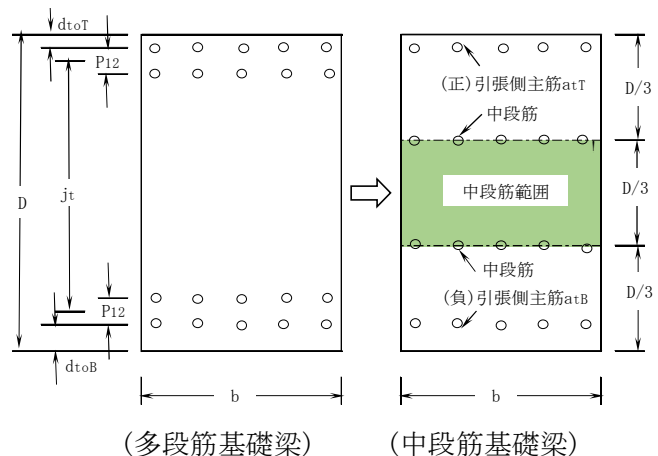 dtoT
P12
D
jt
P12
dtoB
b
(多段筋基礎梁)
(正)引張側主筋atT
中段筋
中段筋範囲
中段筋
(負)引張側主筋atB
D/3
D/3
D/3
b
(中段筋基礎梁)